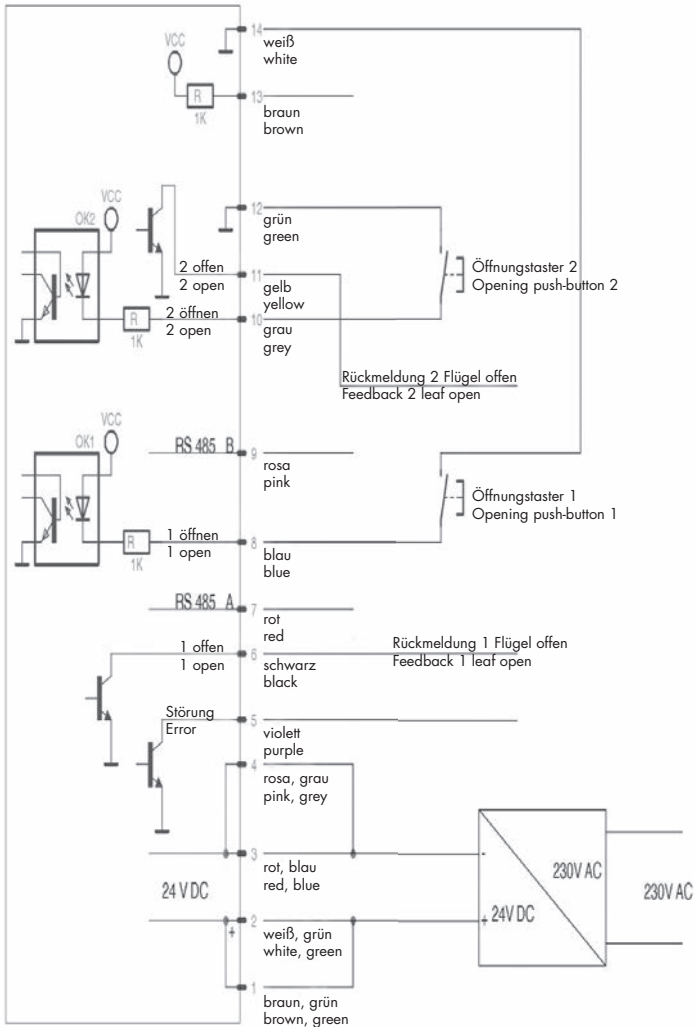 14
weiß
white
VCC
R
1K
13
braun
brown
12
grün
green
VCC
OK2
2 offen
2 open
11
gelb
yellow
Öffnungstaster 2
Opening push-button 2
R
1K
2 öffnen
2 open
10
grau
grey
Rückmeldung 2 Flügel offen
Feedback 2 leaf open
VCC
OK1
RS 485 B
9
rosa
pink
Öffnungstaster 1
Opening push-button 1
R
1K
1 öffnen
1 open
8
blau
blue
RS 485 A
7
rot
red
1 offen
1 open
6
schwarz
black
Rückmeldung 1 Flügel offen
Feedback 1 leaf open
Störung
Error
5
violett
purple
4
rosa, grau
pink, grey
3
rot, blau
red, blue
-
230V AC
230V AC
24 V DC
+
2
weiß, grün
white, green
+
24V DC
1
braun, grün
brown, green